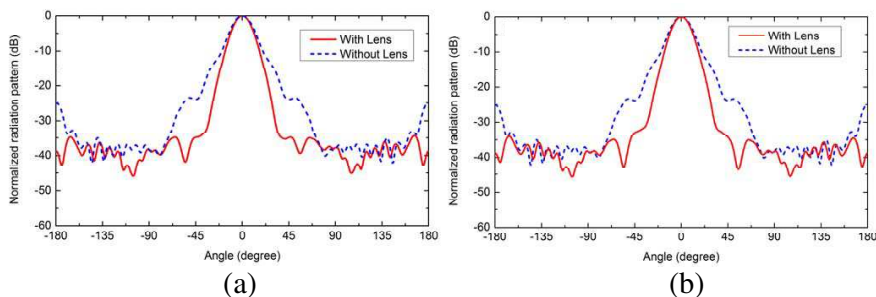 Normalized radiation pattern (dB)
0
-10
-20
-30
-40
-50
-60
With Lens
Without Lens
-180 -135 -90 -45 0 45 90 135 180
Angle (degree)
(a)
Normalized radiation pattern (dB)
0
-10
-20
-30
-40
-50
-60
With Lens
Without Lens
-180 -135 -90 -45 0 45 90 135 180
Angle (degree)
(b)